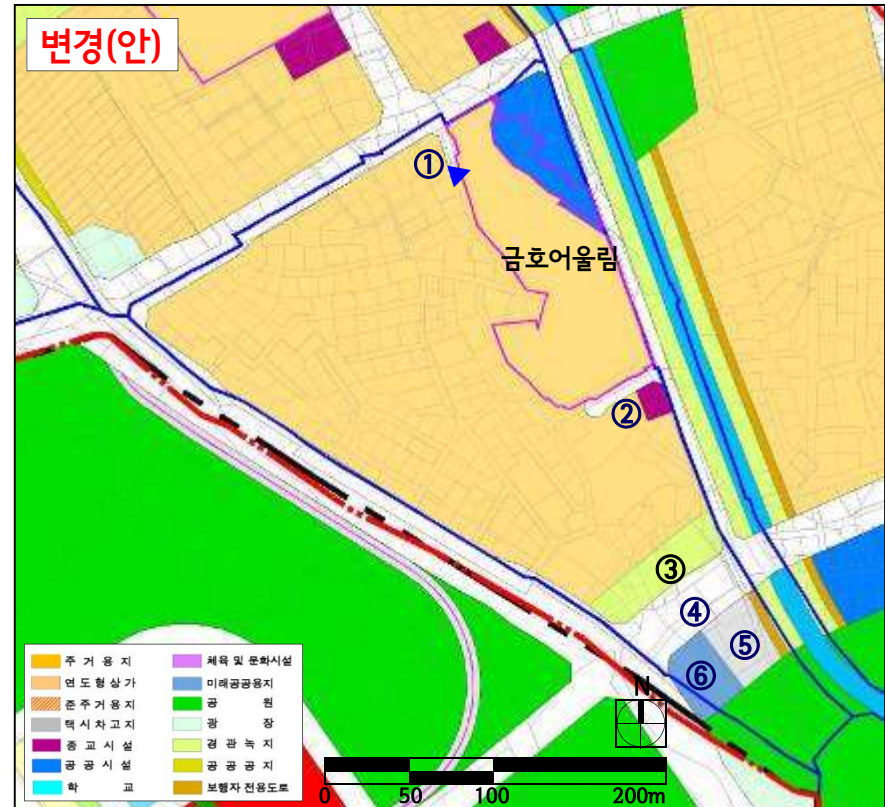 변경(안)
①
금호어울림
②
③
④
⑤
⑥
N
주 거 용 지
연 도 형 상 가
준 주 거 용 지
택 시 차 고 지
종 교 시 설
공 공 시 설
학 교
체육 및 문화시설
미래공공용지
공 원
광 장
경 관 녹 지
공 공 공 지
보행자 전용도로
0 50 100 200m